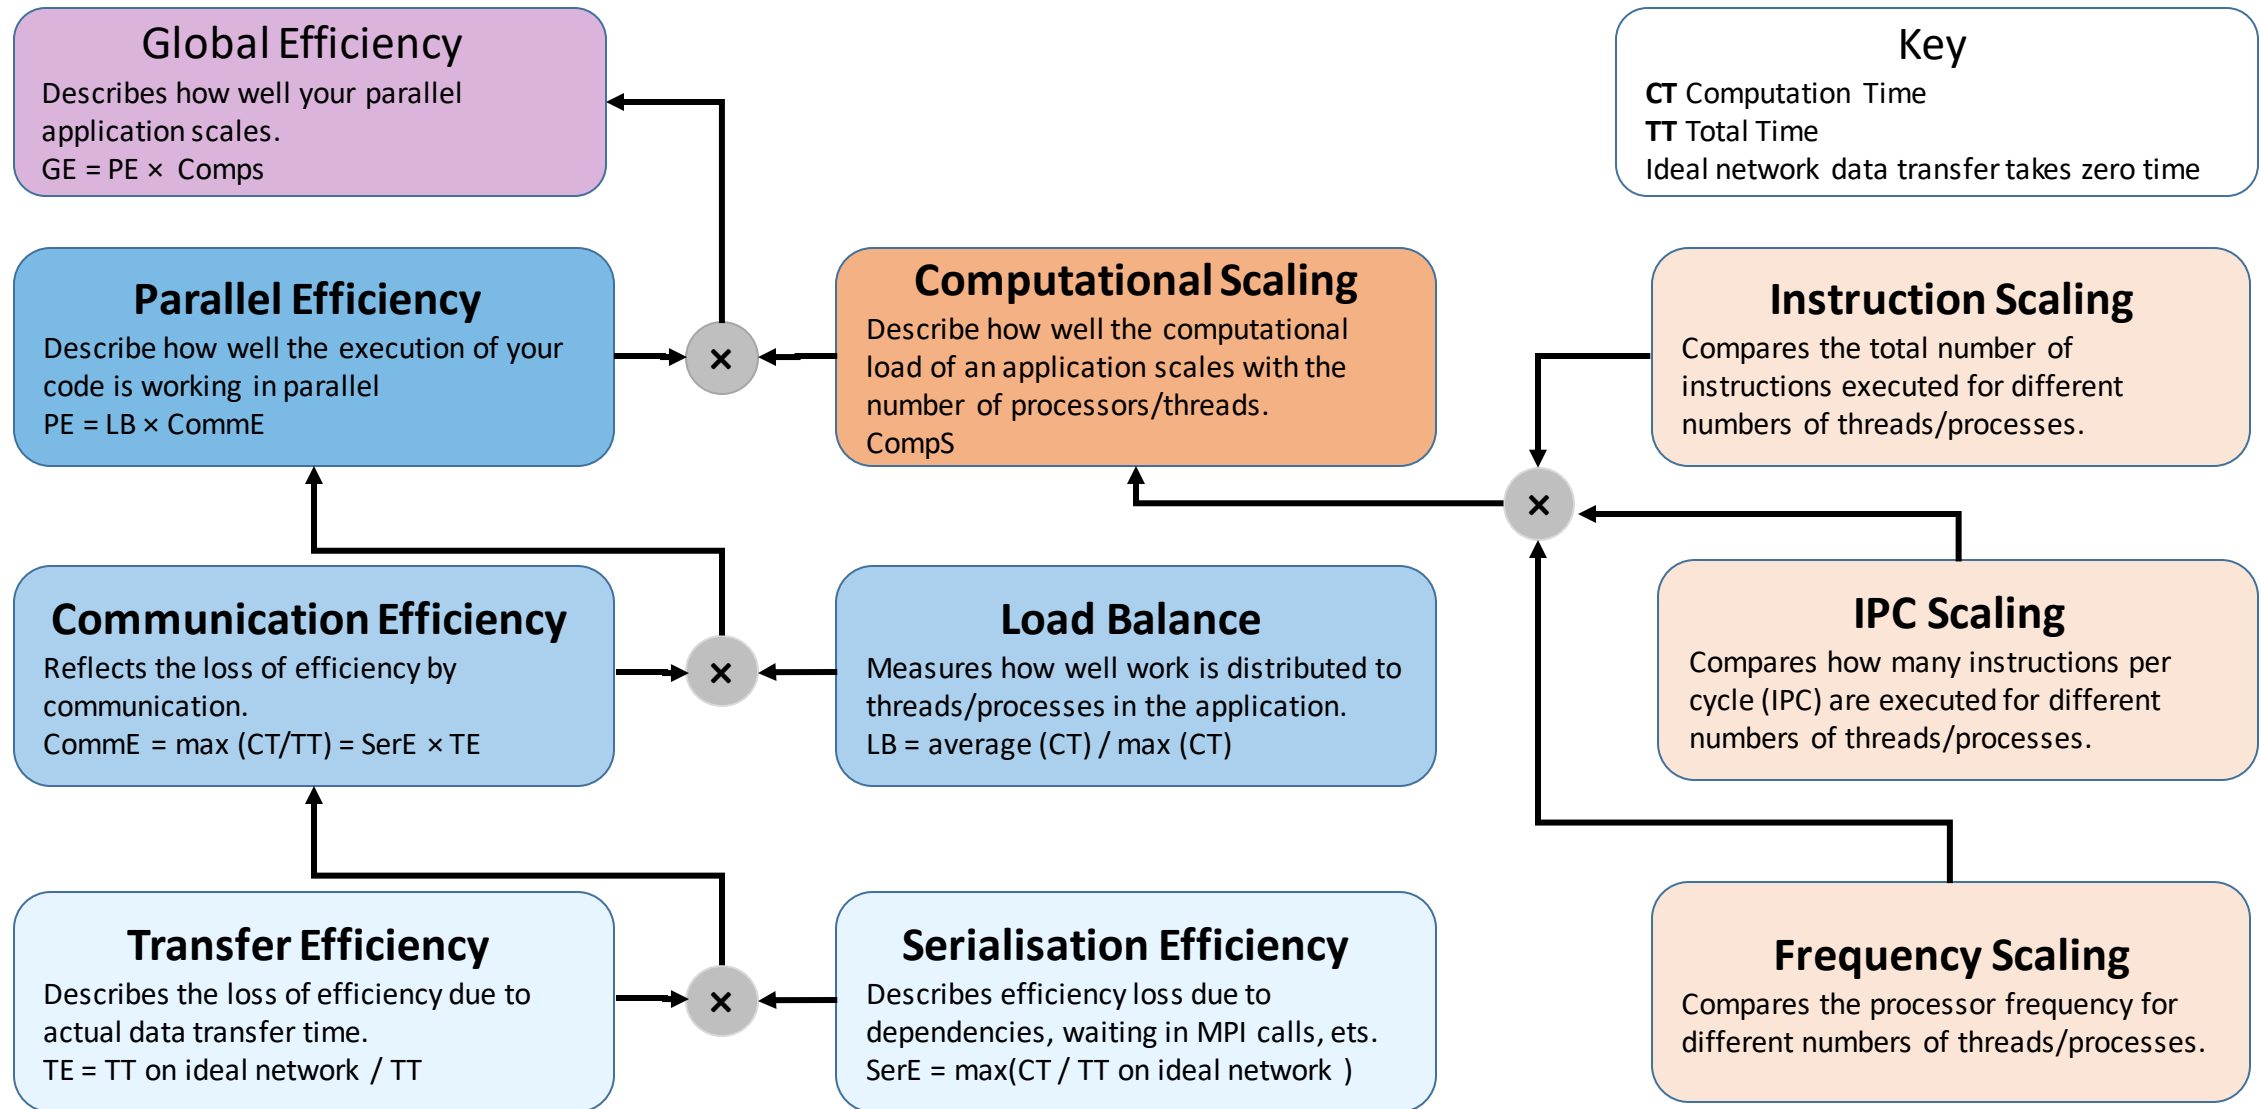 Global Efficiency
Describes how well your parallel
application scales.
GE = PE × Comps
Key
CT Computation Time
TT Total Time
Ideal network data transfer takes zero time
Parallel Efficiency
Describe how well the execution of your
code is working in parallel
PE = LB × CommE
×
Computational Scaling
Describe how well the computational
load of an application scales with the
number of processors/threads.
CompS
Instruction Scaling
Compares the total number of
instructions executed for different
numbers of threads/processes.
×
Communication Efficiency
Reflects the loss of efficiency by
communication.
CommE = max (CT/TT) = SerE × TE
×
Load Balance
Measures how well work is distributed to
threads/processes in the application.
LB = average (CT) / max (CT)
IPC Scaling
Compares how many instructions per
cycle (IPC) are executed for different
numbers of threads/processes.
Transfer Efficiency
Describes the loss of efficiency due to
actual data transfer time.
TE = TT on ideal network / TT
×
Serialisation Efficiency
Describes efficiency loss due to
dependencies, waiting in MPI calls, ets.
SerE = max(CT / TT on ideal network )
Frequency Scaling
Compares the processor frequency for
different numbers of threads/processes.